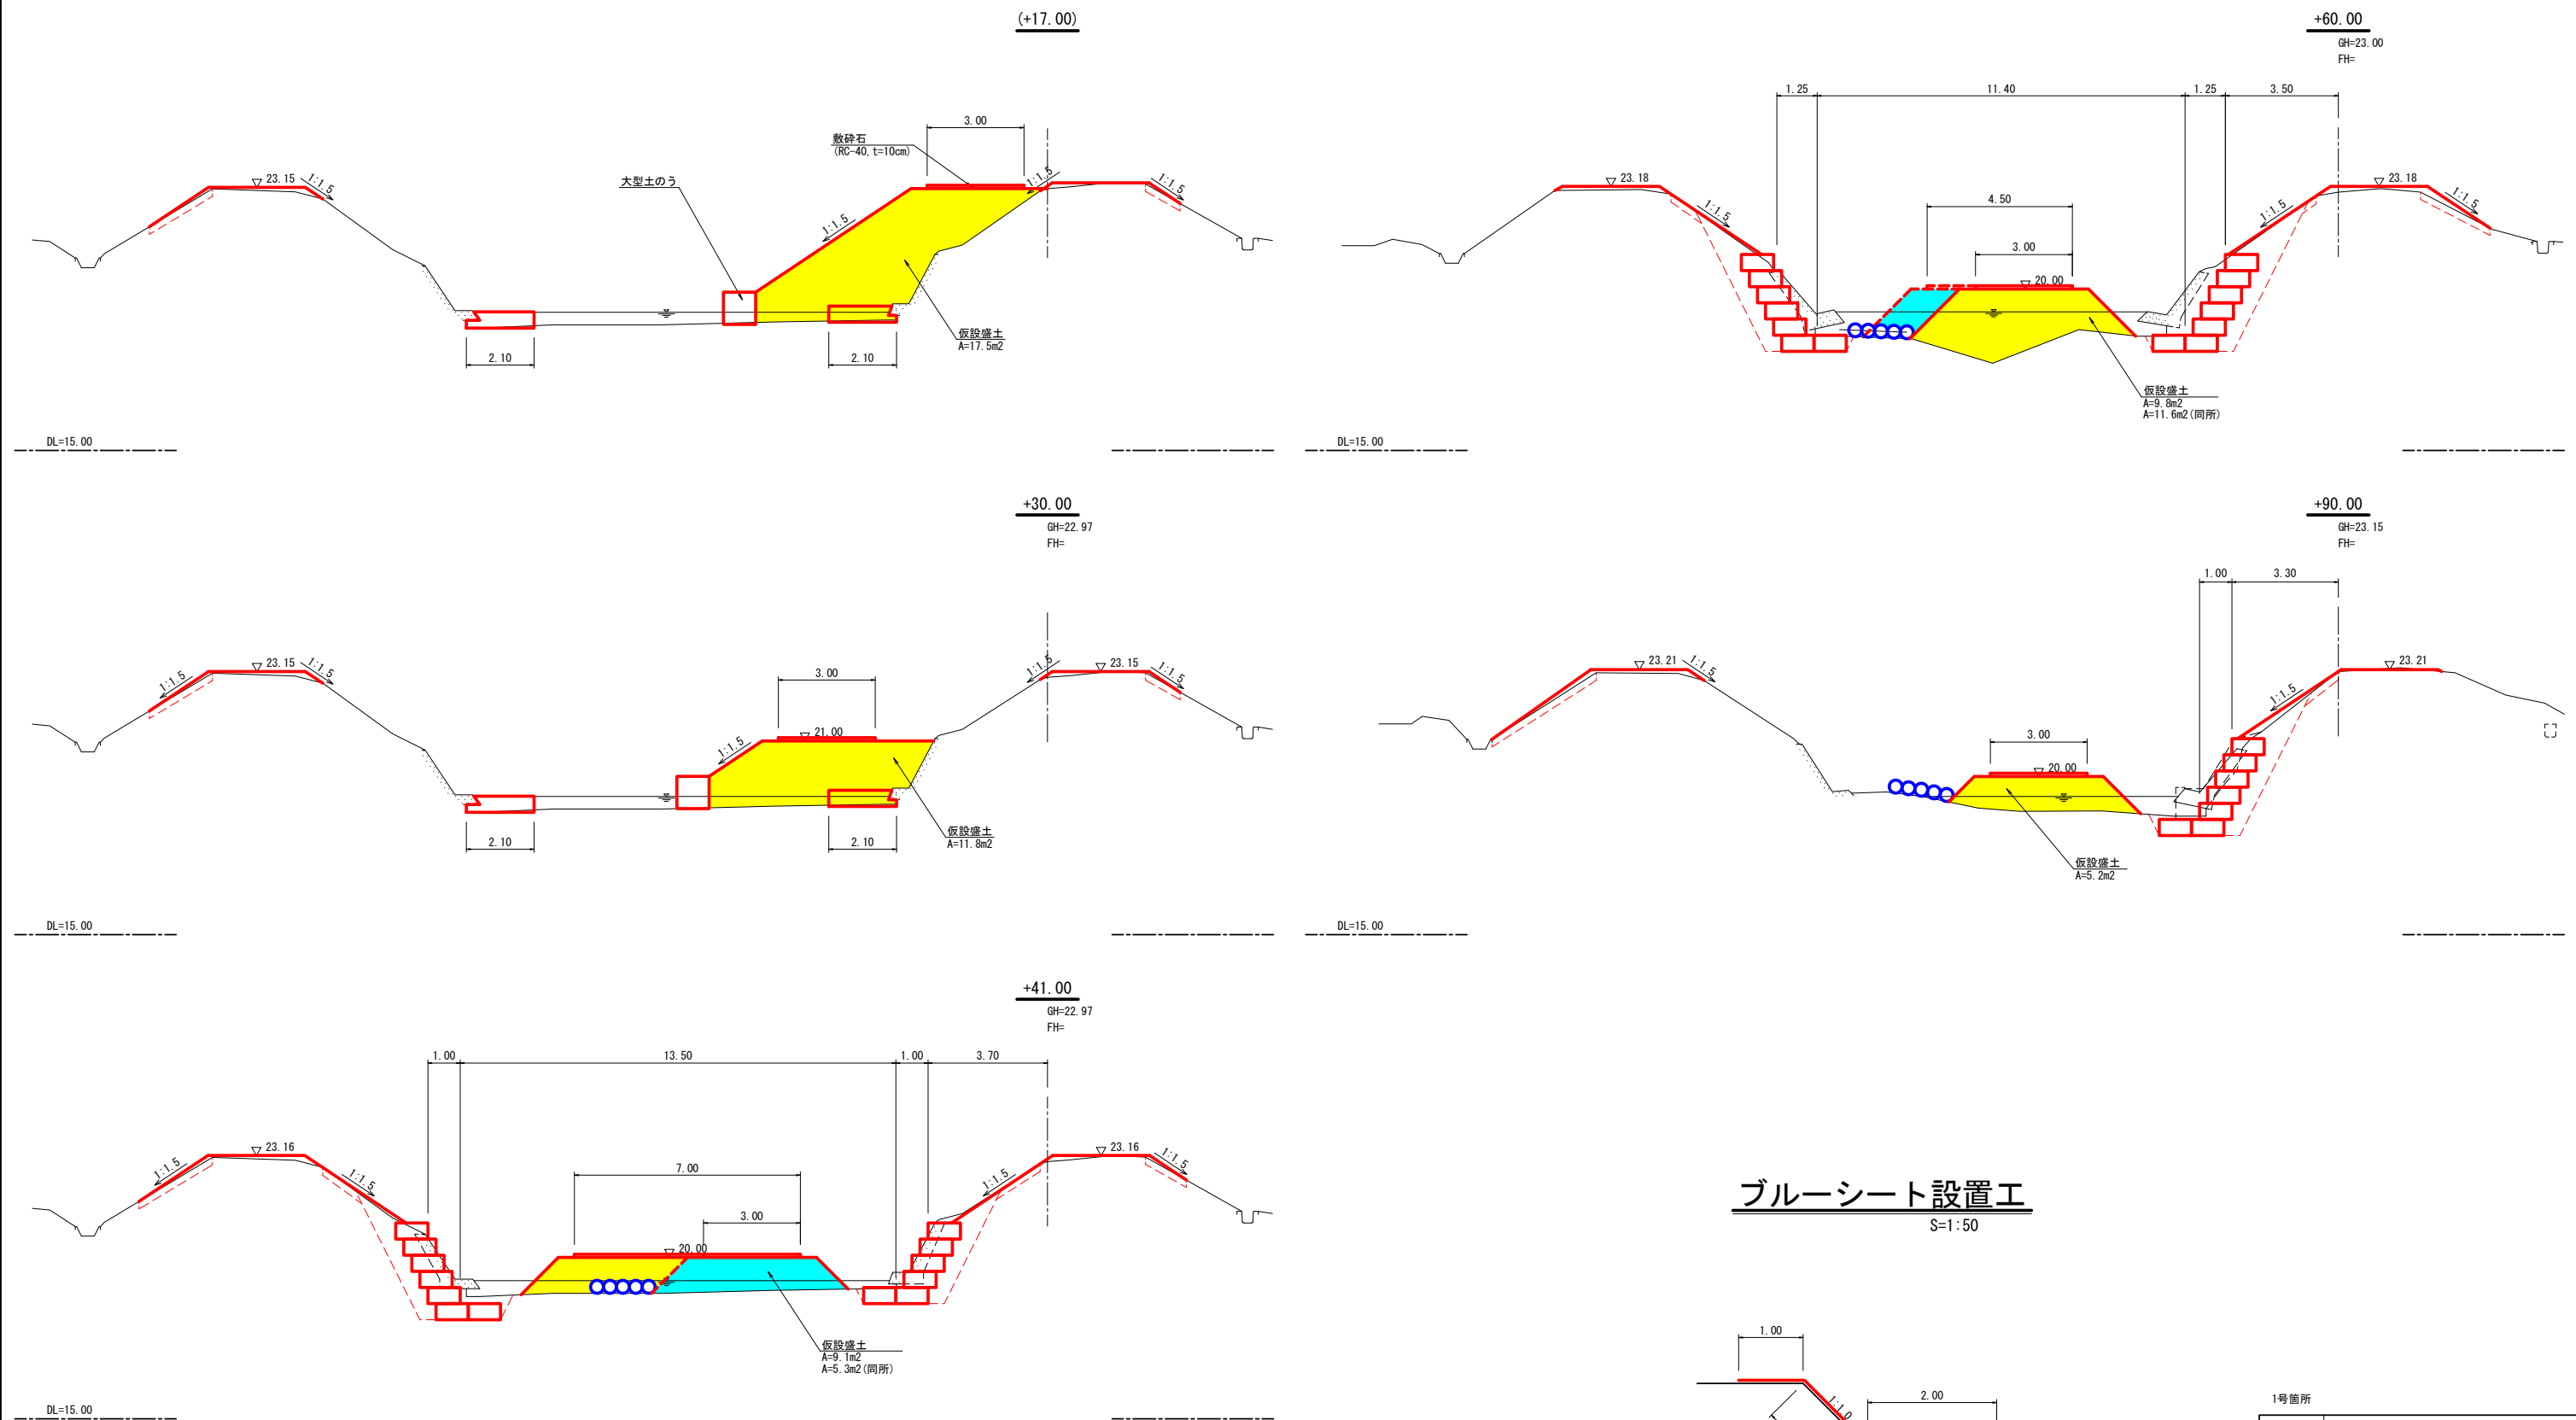 (+17.00)
3.00
敷砕石
(RC-40,t=10cm)
大型土のう
23.15
1:1.5
1:1.5
1:1.5
1:1.5
仮設盛土
A=17.5m2
2.10
2.10
DL=15.00
+60.00
GH=23.00
FH=
1.25
11.40
1.25
3.50
23.18
23.18
1:1.5
1:1.5
1:1.5
4.50
3.00
20.00
仮設盛土
A=9.8m2
A=11.6m2(同所)
DL=15.00
+30.00
GH=22.97
FH=
1:1.5
23.15
1:1.5
3.00
1:1.5
23.15
1:1.5
1:1.5
21.00
仮設盛土
A=11.8m2
2.10
2.10
DL=15.00
+90.00
GH=23.15
FH=
1.00
3.30
23.21
1:1.5
23.21
1:1.5
3.00
20.00
仮設盛土
A=5.2m2
DL=15.00
+41.00
GH=22.97
FH=
1.00
13.50
1.00
3.70
1:1.5
23.16
1:1.5
23.16
1:1.5
1:1.5
7.00
3.00
20.00
仮設盛土
A=9.1m2
A=5.3m2(同所)
DL=15.00
ブルーシート設置工
S=1:50
1.00
1:1.0
2.00
1号箇所